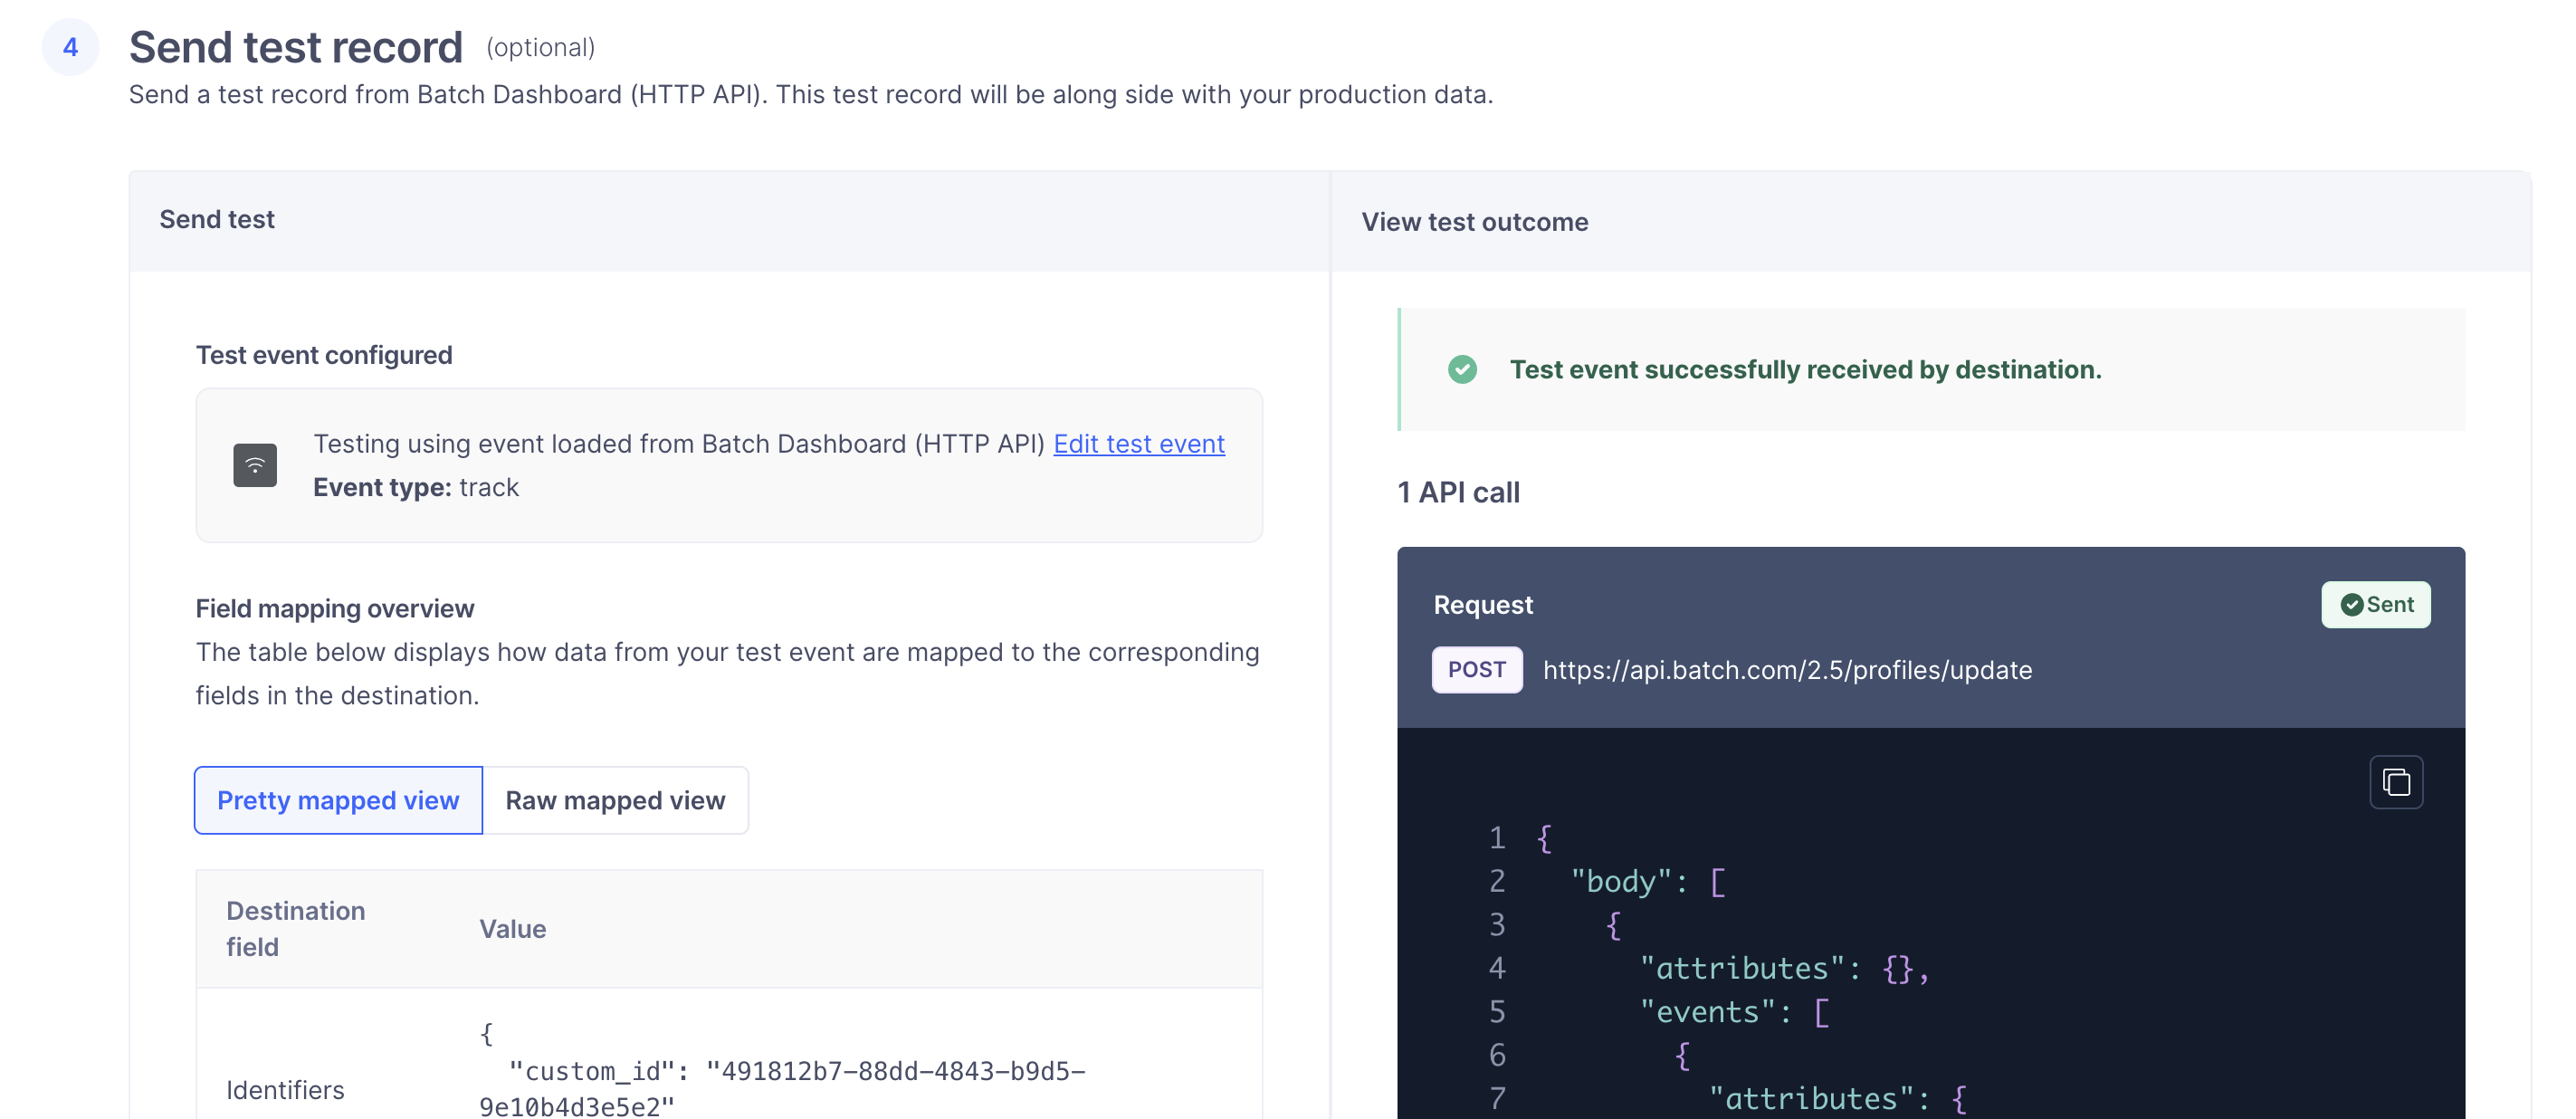 4
Send test record (optional)
Send a test record from Batch Dashboard (HTTP API). This test record will be along side with your production data.
Send test
Test event configured
Testing using event loaded from Batch Dashboard (HTTP API) Edit test event
Event type: track
Field mapping overview
The table below displays how data from your test event are mapped to the corresponding
fields in the destination.
Pretty mapped view
Raw mapped view
Destination
field
Value
Identifiers
{
"custom_id": "491812b7-88dd-4843-b9d5-
9e10b4d3e5e2"
View test outcome
Test event successfully received by destination.
1 API call
Request
Sent
POST https://api.batch.com/2.5/profiles/update
1 {
2 "body": [
3 {
4 "attributes": {},
5 "events": [
6 {
7 "attributes": {